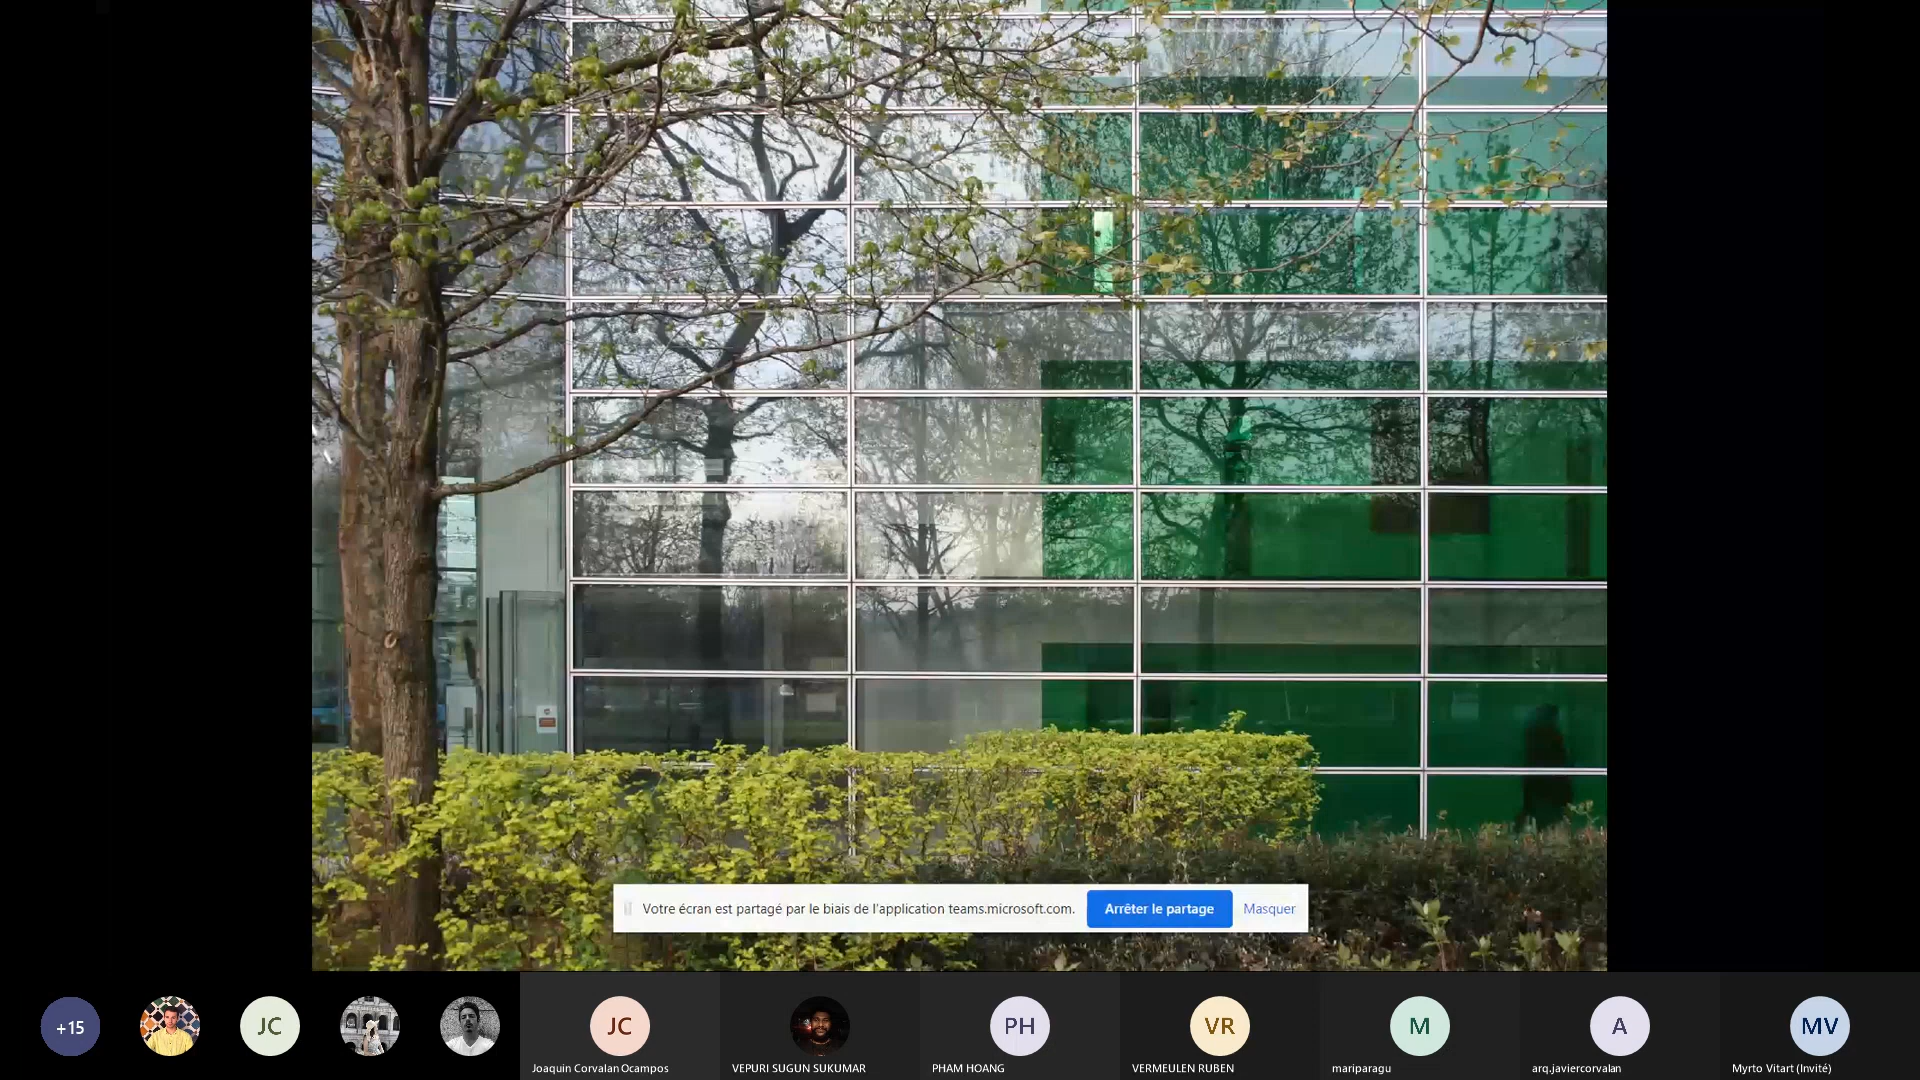 Votre écran est partagé par le biais de l'application teams.microsoft.com. Arrêter le partage Masquer
+15 JC JC PH VR M A MV
Joaquin Corvalan Ocampos VEPURI SUGUN SUKUMAR PHAM HOANG VERMEULEN RUBEN mariparagu arq.javiercorvalan Myrto Vitart (Invité)